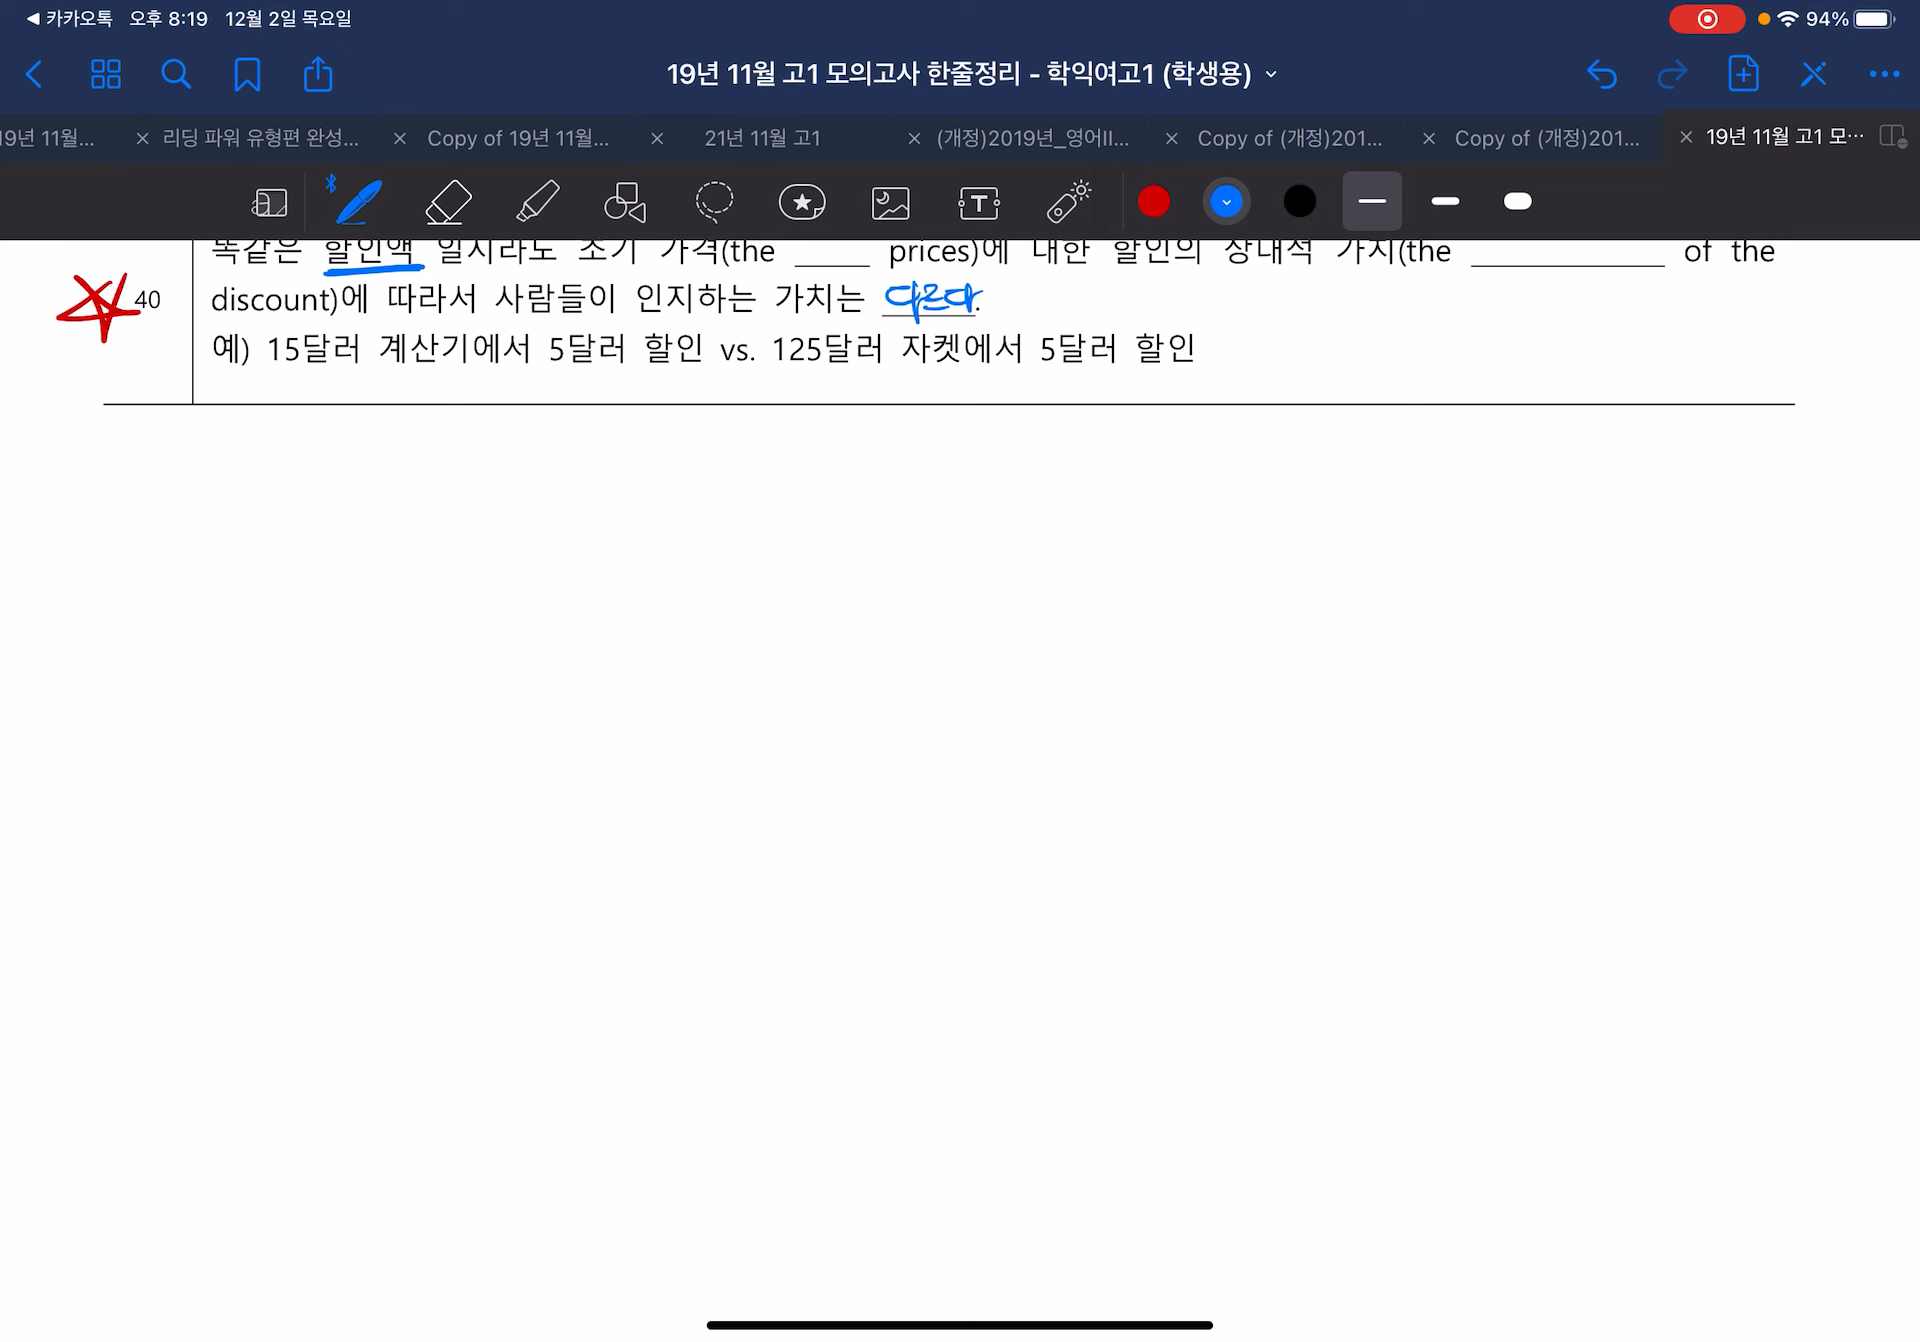 ◀ 카카오톡 오후 8:19 12월 2일 목요일 94%
19년 11월 고1 모의고사 한줄정리 - 학익여고1 (학생용)
19년 11월... × 리딩 파워 유형편 완성... × Copy of 19년 11월... × 21년 11월 고1 × (개정)2019년_영어II... × Copy of (개정)201... × Copy of (개정)201... × 19년 11월 고1 모...
똑같은 할인액 일지라도 초기 가격(the _____ prices)에 대한 할인의 상대적 가치(the _____________ of the
40 discount)에 따라서 사람들이 인지하는 가치는 다르다.
예) 15달러 계산기에서 5달러 할인 vs. 125달러 자켓에서 5달러 할인